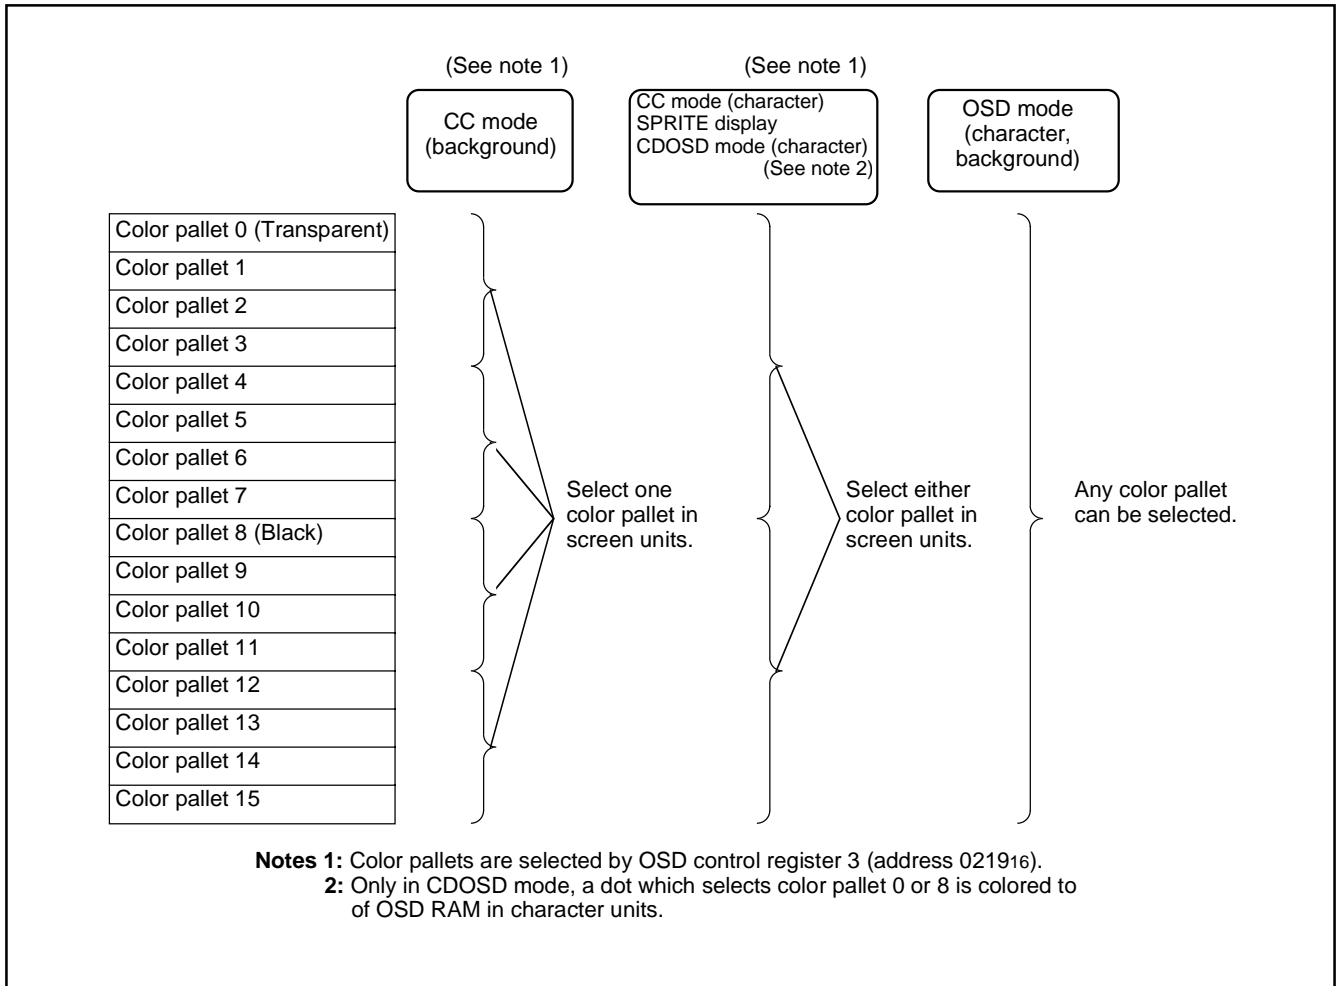 (See note 1)
(See note 1)
CC mode
(background)
CC mode (character)
SPRITE display
CDOSD mode (character)
(See note 2)
OSD mode
(character,
background)
Color pallet 0 (Transparent)
Color pallet 1
Color pallet 2
Color pallet 3
Color pallet 4
Color pallet 5
Color pallet 6
Color pallet 7
Color pallet 8 (Black)
Color pallet 9
Color pallet 10
Color pallet 11
Color pallet 12
Color pallet 13
Color pallet 14
Color pallet 15
Select one
color pallet in
screen units.
Select either
color pallet in
screen units.
Any color pallet
can be selected.
Notes 1: Color pallets are selected by OSD control register 3 (address 021916).
2: Only in CDOSD mode, a dot which selects color pallet 0 or 8 is colored to
of OSD RAM in character units.